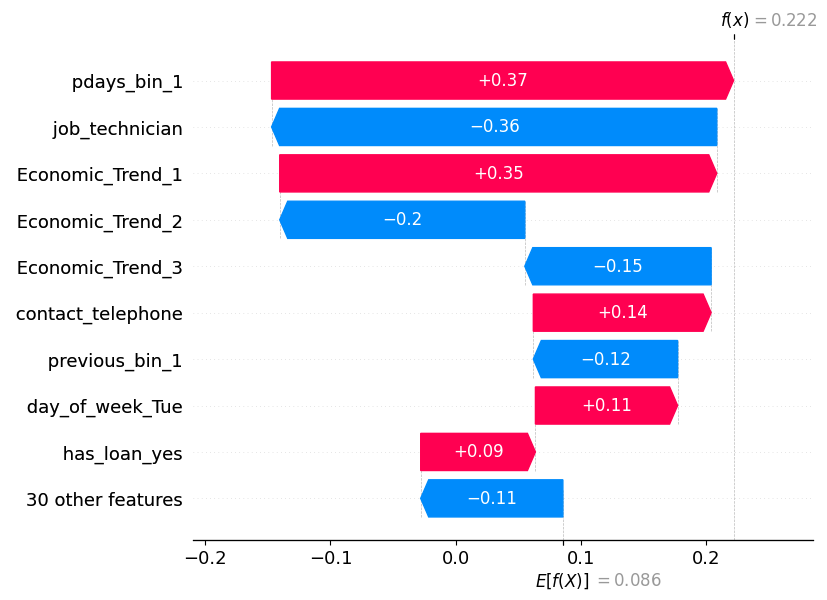 f(x) = 0.222
pdays_bin_1 +0.37
job_technician −0.36
Economic_Trend_1 +0.35
Economic_Trend_2 −0.2
Economic_Trend_3 −0.15
contact_telephone +0.14
previous_bin_1 −0.12
day_of_week_Tue +0.11
has_loan_yes +0.09
30 other features −0.11
−0.2 −0.1 0.0 0.1 0.2
E[f(X)] = 0.086